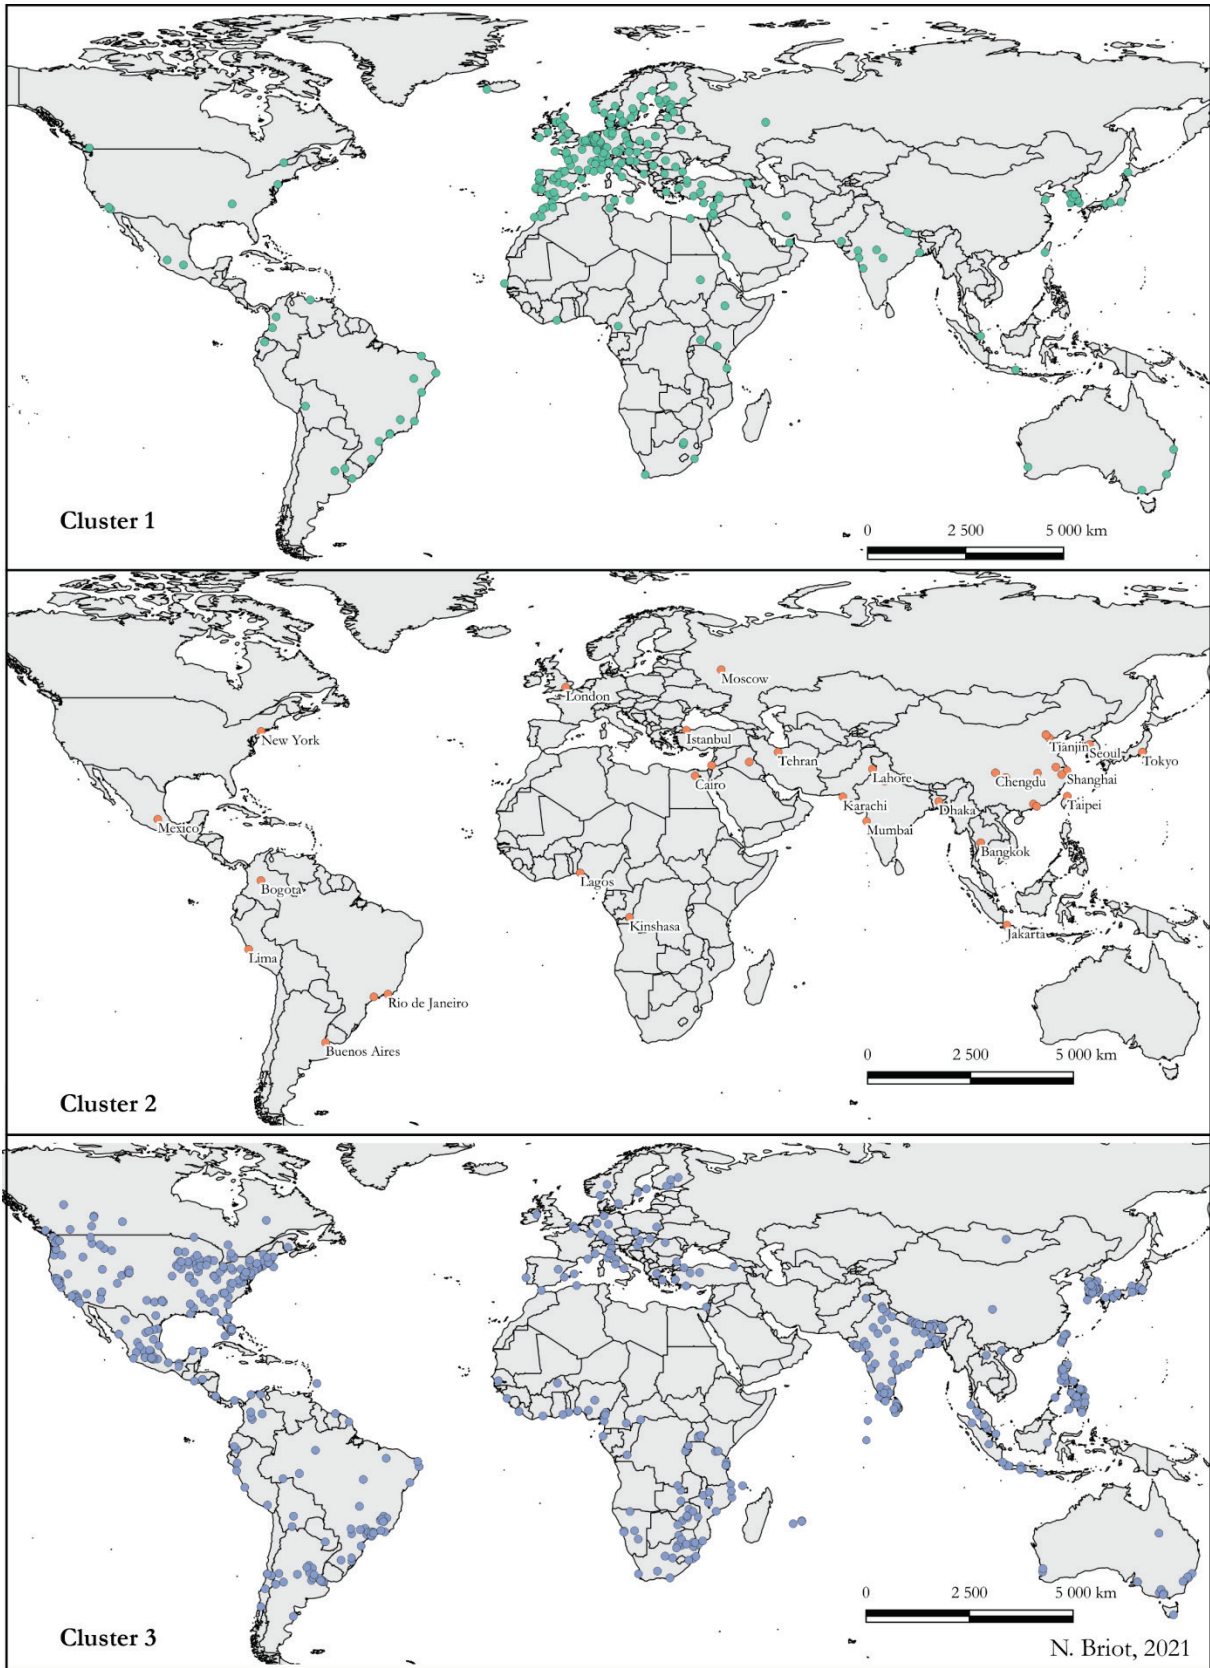 Cluster 1
0 2 500 5 000 km
Moscow
London
New York
Istanbul
Tianjin
Seoul
Tokyo
Tehran
Lahore
Chengdu
Shanghai
Cairo
Karachi
Dhaka
Taipei
Mexico
Mumbai
Bangkok
Bogota
Lagos
Kinshasa
Jakarta
Lima
Rio de Janeiro
Buenos Aires
0 2 500 5 000 km
Cluster 2
0 2 500 5 000 km
Cluster 3
N. Briot, 2021